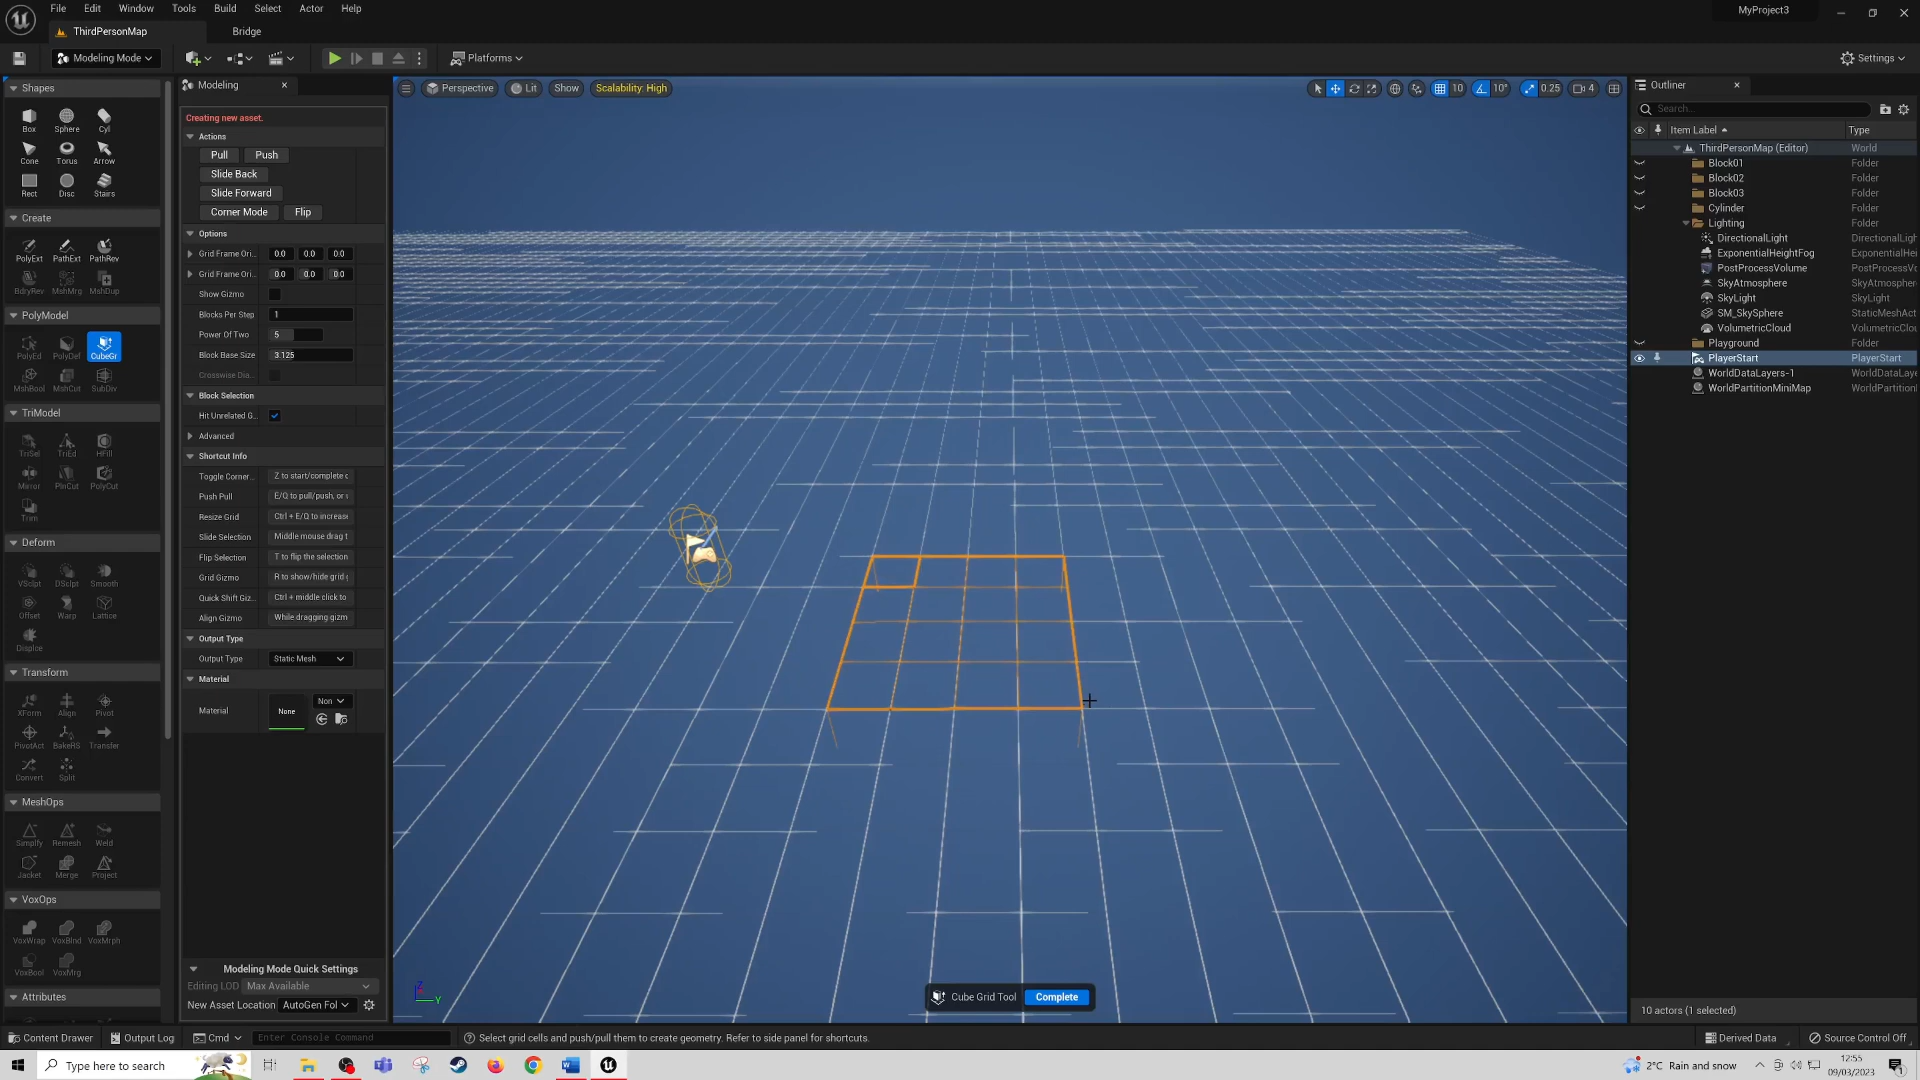 File Edit Window Tools Build Select Actor Help
MyProject3
ThirdPersonMap
Bridge
Modeling Mode
Platforms
Settings
Shapes
Box Sphere Cyl
Cone Torus Arrow
Rect Disc Stairs
Create
PolyExt PathExt PathRev
BdryRev MshMrg MshDup
PolyModel
PolyEd PolyDef CubeGr
MshBool MshCut SubDiv
TriModel
TriSel TriEd HFill
Mirror PlnCut PolyCut
Trim
Deform
VSclpt DSclpt Smooth
Offset Warp Lattice
Displce
Transform
XForm Align Pivot
PivotAct BakeRS Transfer
Convert Split
MeshOps
Simplfy Remesh Weld
Jacket Merge Project
VoxOps
VoxWrap VoxBlnd VoxMrph
VoxBool VoxMrg
Attributes
Modeling
Creating new asset.
Actions
Pull Push
Slide Back
Slide Forward
Corner Mode Flip
Options
Grid Frame Ori... 0.0 0.0 0.0
Grid Frame Ori... 0.0 0.0 0.0
Show Gizmo
Blocks Per Step 1
Power Of Two 5
Block Base Size 3.125
Crosswise Dia...
Block Selection
Hit Unrelated G...
Advanced
Shortcut Info
Toggle Corner... Z to start/complete c
Push Pull E/Q to pull/push, or
Resize Grid Ctrl + E/Q to increase
Slide Selection Middle mouse drag t
Flip Selection T to flip the selection
Grid Gizmo R to show/hide grid
Quick Shift Giz... Ctrl + middle click to
Align Gizmo While dragging gizm
Output Type
Output Type Static Mesh
Material
Non
Material None
Modeling Mode Quick Settings
Editing LOD Max Available
New Asset Location AutoGen Fol
Perspective Lit Show Scalability: High
10 10° 0.25 4
Z
Y
Cube Grid Tool Complete
Outliner
Search...
Item Label Type
ThirdPersonMap (Editor) World
Block01 Folder
Block02 Folder
Block03 Folder
Cylinder Folder
Lighting Folder
DirectionalLight DirectionalLigh
ExponentialHeightFog ExponentialHei
PostProcessVolume PostProcessVo
SkyAtmosphere SkyAtmospher
SkyLight SkyLight
SM_SkySphere StaticMeshAct
VolumetricCloud VolumetricClou
Playground Folder
PlayerStart PlayerStart
WorldDataLayers-1 WorldDataLaye
WorldPartitionMiniMap WorldPartition
10 actors (1 selected)
Content Drawer Output Log Cmd Enter Console Command
Select grid cells and push/pull them to create geometry. Refer to side panel for shortcuts.
Derived Data Source Control Off
Type here to search
2°C Rain and snow
12:55
09/03/2023